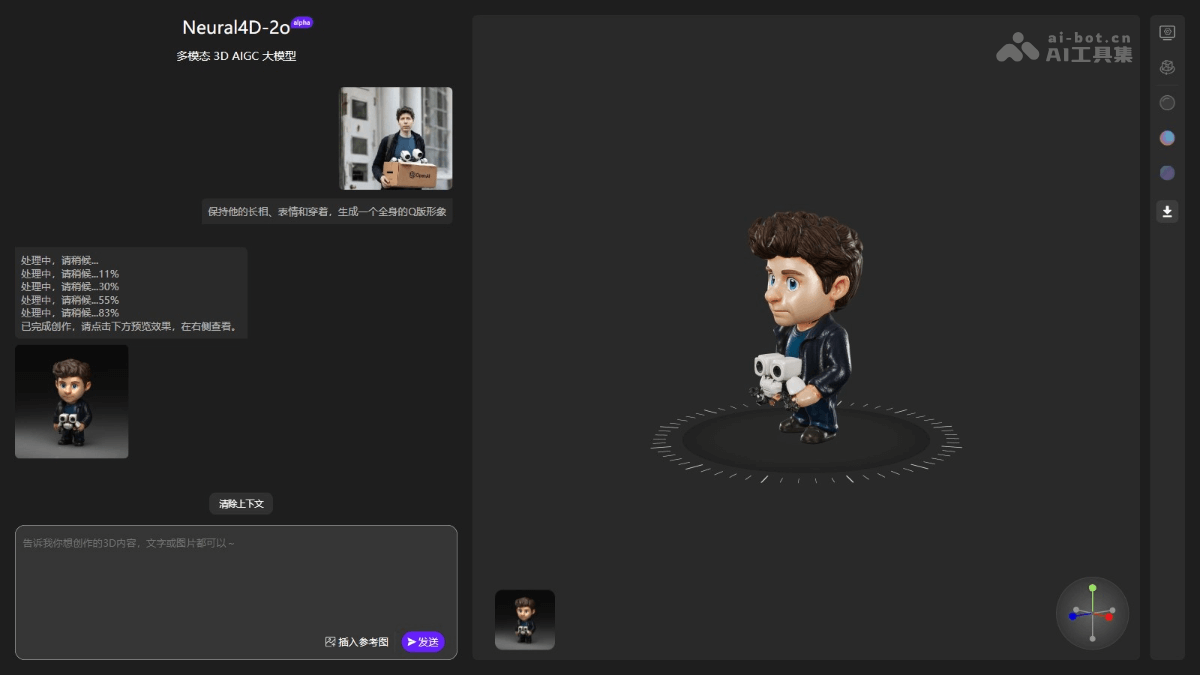 Neural4D-2o alpha
多模态 3D AIGC 大模型
保持他的长相、表情和穿着，生成一个全身的Q版形象
处理中，请稍候...
处理中，请稍候...11%
处理中，请稍候...30%
处理中，请稍候...55%
处理中，请稍候...83%
已完成创作，请点击下方预览效果，在右侧查看。
清除上下文
告诉我你想创作的3D内容，文字或图片都可以~
插入参考图
发送
ai-bot.cn
AI工具集